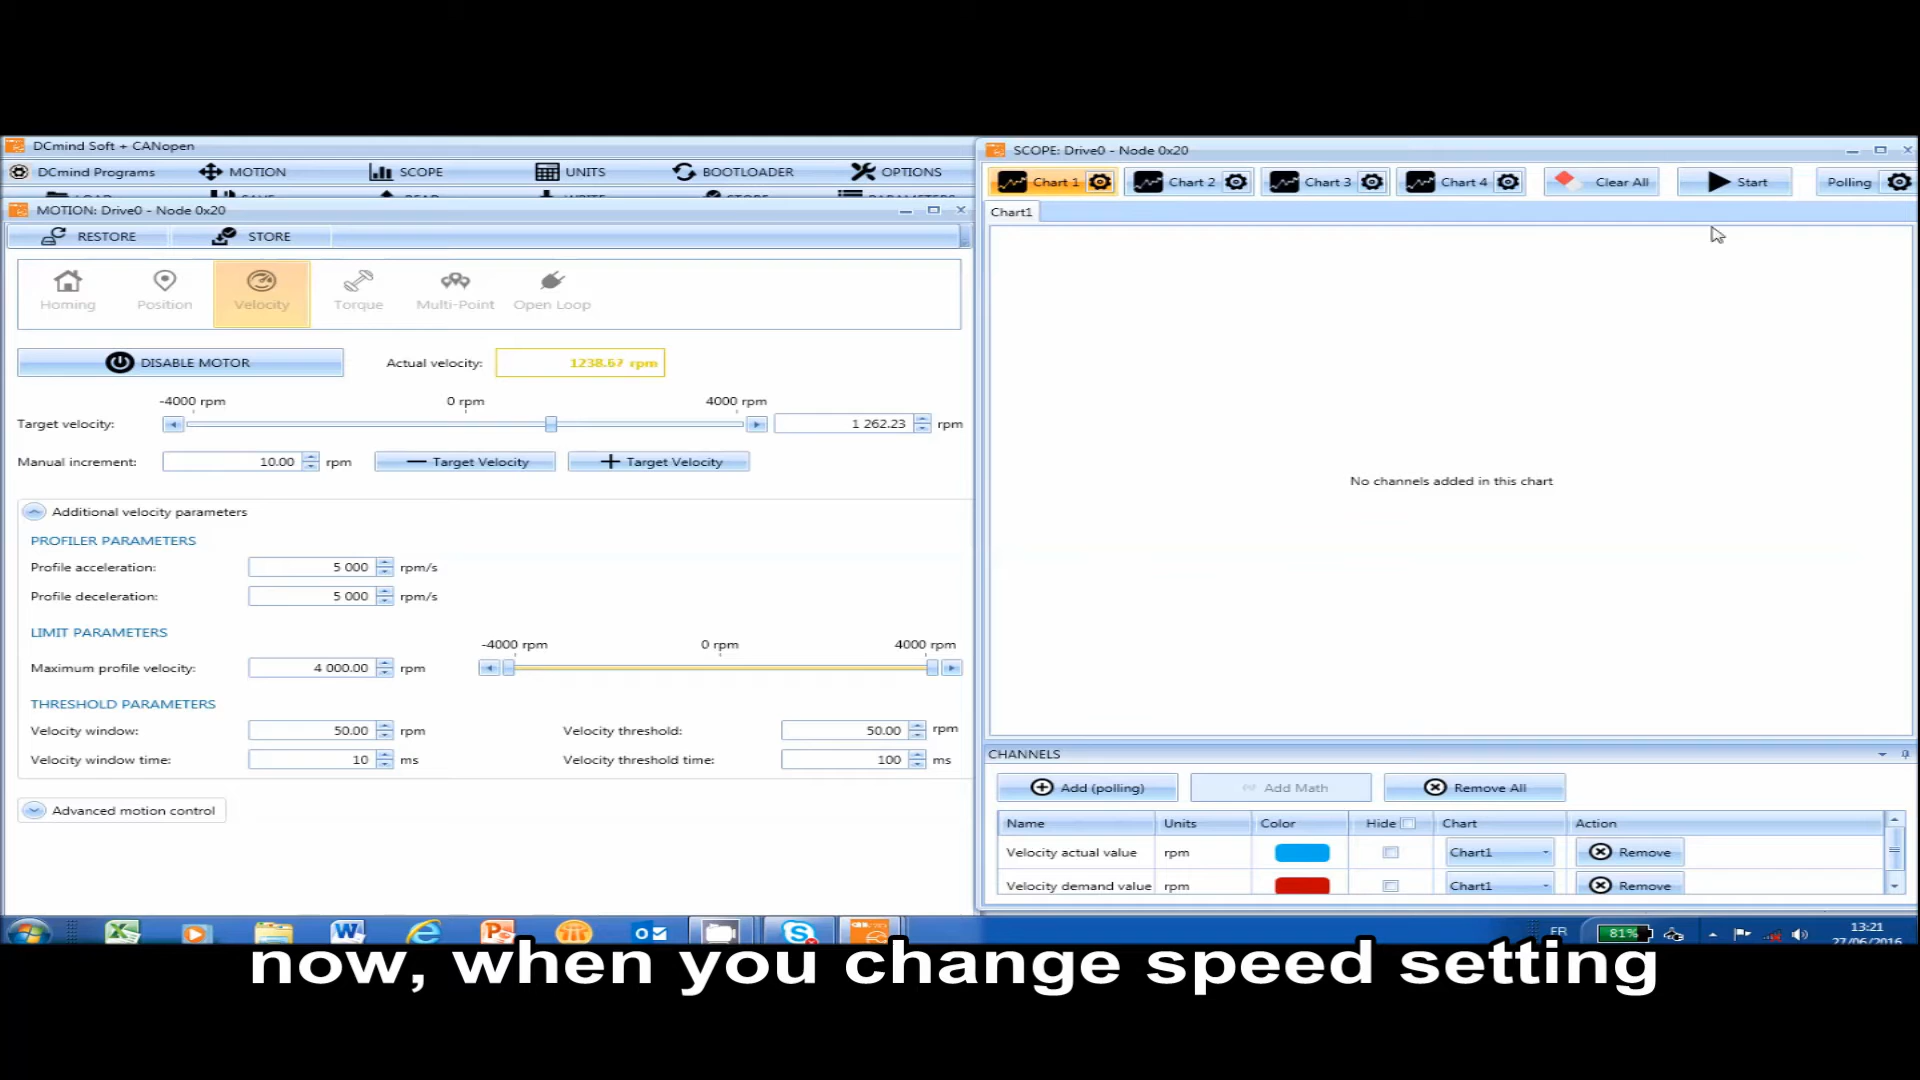 DCmind Soft + CANopen
DCmind Programs MOTION SCOPE UNITS BOOTLOADER OPTIONS
MOTION: Drive0 - Node 0x20
RESTORE STORE
Homing Position Velocity Torque Multi-Point Open Loop
DISABLE MOTOR Actual velocity: 1238.67 rpm
-4000 rpm 0 rpm 4000 rpm
Target velocity: 1 262.23 rpm
Manual increment: 10.00 rpm Target Velocity Target Velocity
Additional velocity parameters
PROFILER PARAMETERS
Profile acceleration: 5 000 rpm/s
Profile deceleration: 5 000 rpm/s
LIMIT PARAMETERS
-4000 rpm 0 rpm 4000 rpm
Maximum profile velocity: 4 000.00 rpm
THRESHOLD PARAMETERS
Velocity window: 50.00 rpm Velocity threshold: 50.00 rpm
Velocity window time: 10 ms Velocity threshold time: 100 ms
Advanced motion control
SCOPE: Drive0 - Node 0x20
Chart 1 Chart 2 Chart 3 Chart 4 Clear All Start Polling
Chart1
No channels added in this chart
CHANNELS
Add (polling) Add Math Remove All
Name Units Color Hide Chart Action
Velocity actual value rpm Chart1 Remove
Velocity demand value rpm Chart1 Remove
FR 81% 13:21
27/06/2016
now, when you change speed setting